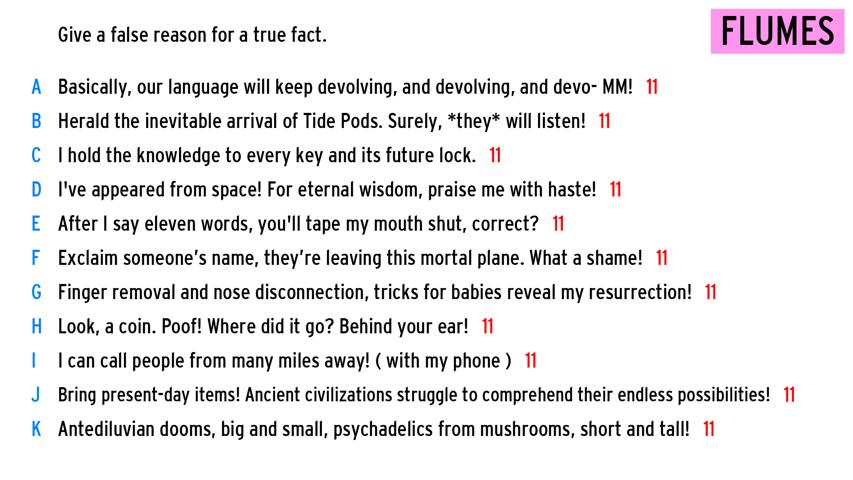 Give a false reason for a true fact.
FLUMES
A Basically, our language will keep devolving, and devolving, and devo- MM! 11
B Herald the inevitable arrival of Tide Pods. Surely, *they* will listen! 11
C I hold the knowledge to every key and its future lock. 11
D I've appeared from space! For eternal wisdom, praise me with haste! 11
E After I say eleven words, you'll tape my mouth shut, correct? 11
F Exclaim someone’s name, they’re leaving this mortal plane. What a shame! 11
G Finger removal and nose disconnection, tricks for babies reveal my resurrection! 11
H Look, a coin. Poof! Where did it go? Behind your ear! 11
I I can call people from many miles away! ( with my phone ) 11
J Bring present-day items! Ancient civilizations struggle to comprehend their endless possibilities! 11
K Antediluvian dooms, big and small, psychadelics from mushrooms, short and tall! 11